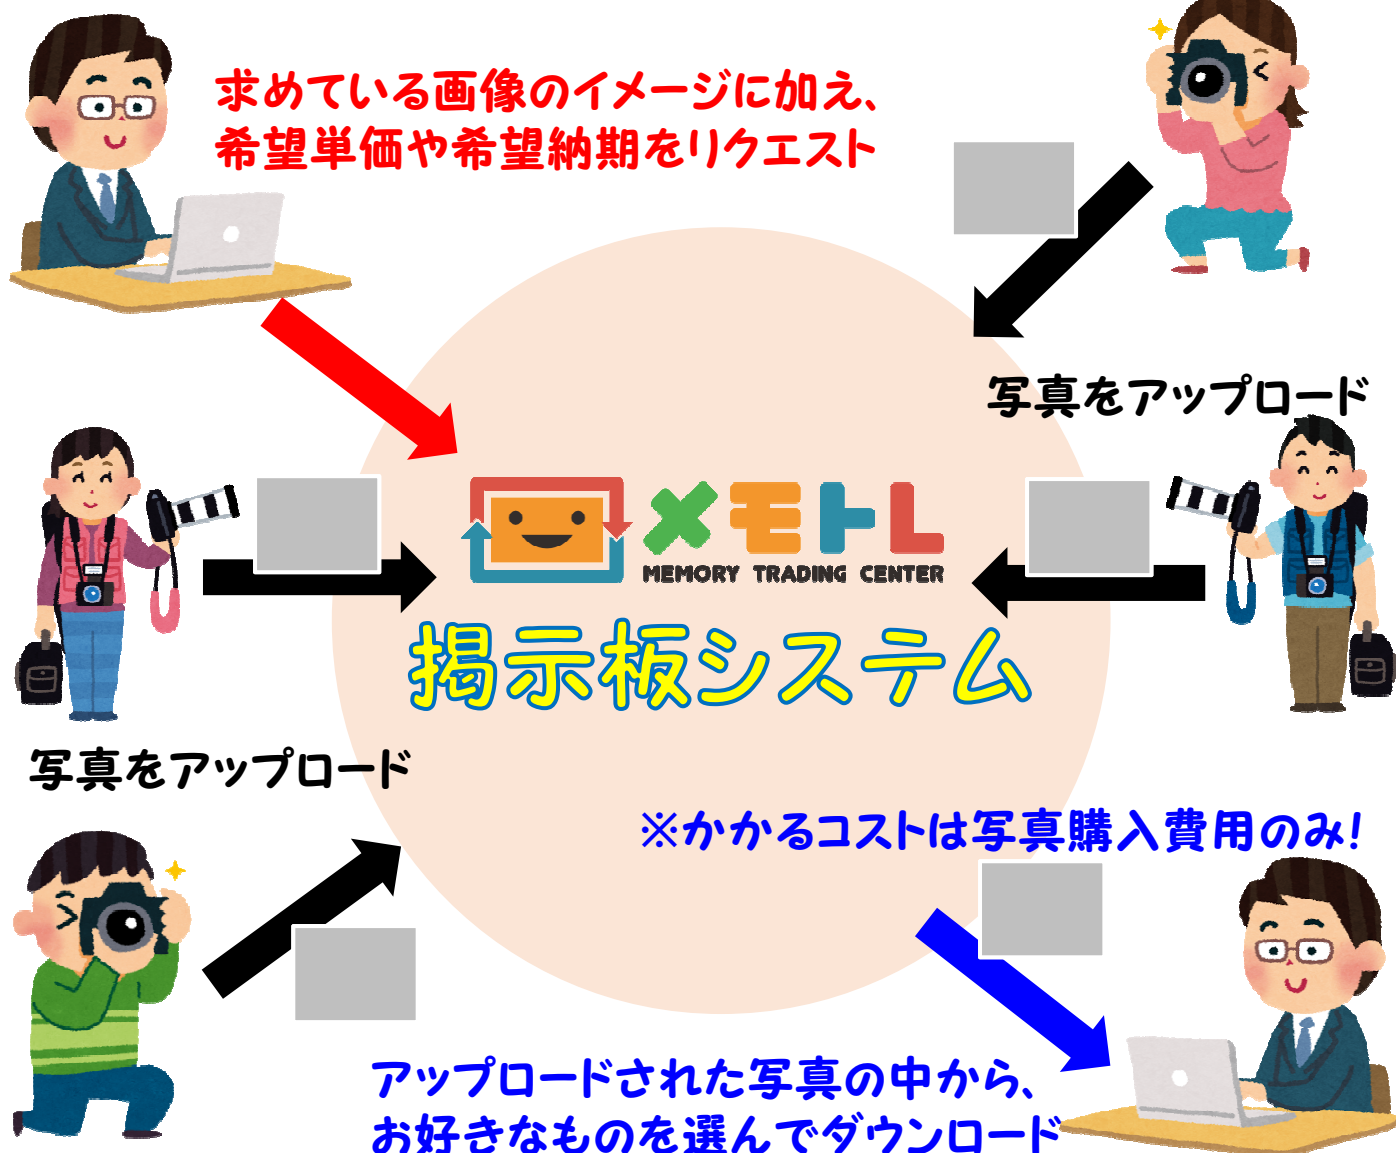 求めている画像のイメージに加え、
希望単価や希望納期をリクエスト
写真をアップロード
メモトレ
MEMORY TRADING CENTER
掲示板システム
写真をアップロード
※かかるコストは写真購入費用のみ!
アップロードされた写真の中から、
お好きなものを選んでダウンロード